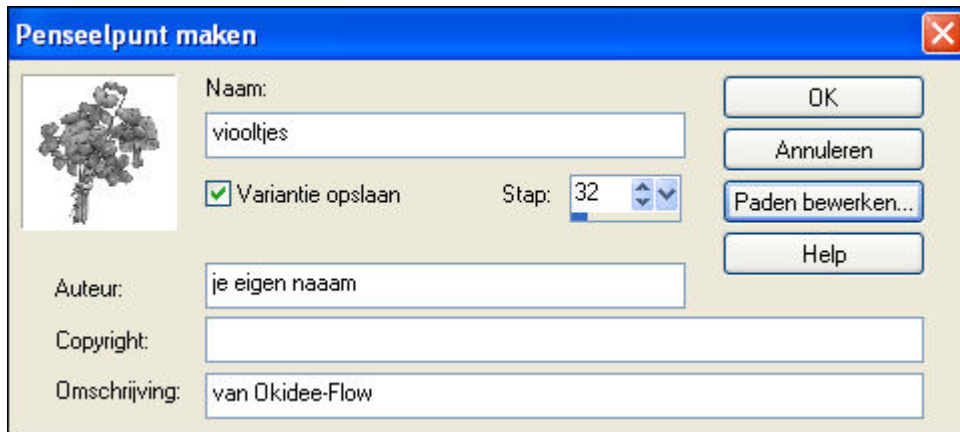 Penseelpunt maken
Naam:
viooltjes
Variantie opslaan
Stap: 32
OK
Annuleren
Paden bewerken...
Help
Auteur: je eigen naaam
Copyright:
Omschrijving: van Okidee-Flow